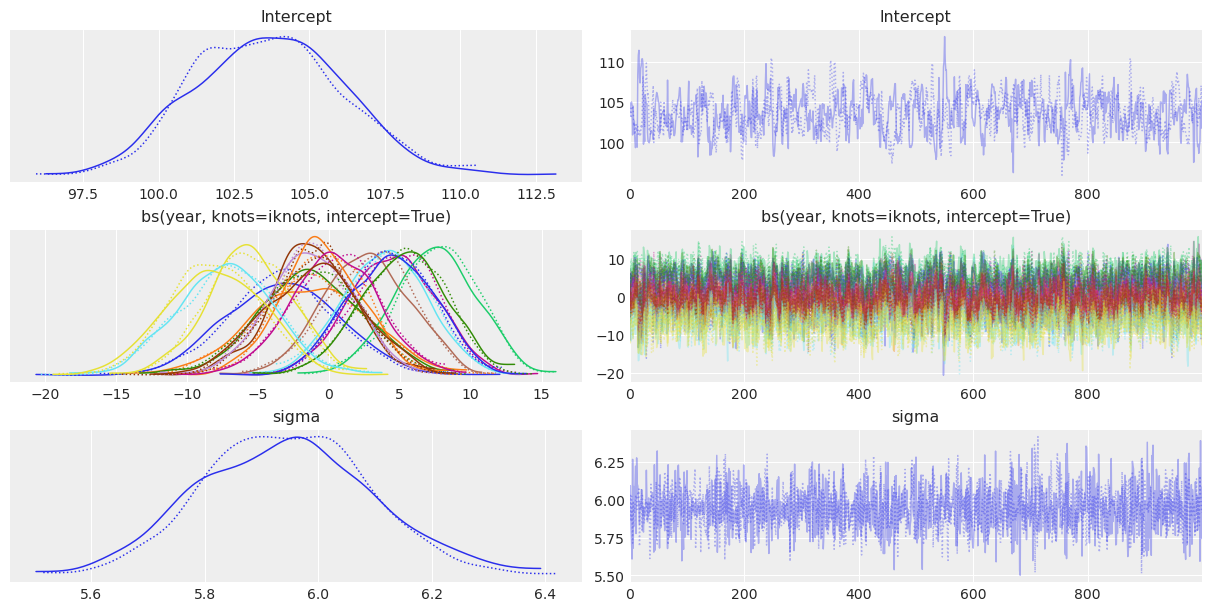 Intercept
Intercept
110
105
100
97.5 100.0 102.5 105.0 107.5 110.0 112.5
0 200 400 600 800
bs(year, knots=iknots, intercept=True)
bs(year, knots=iknots, intercept=True)
10
0
−10
−20
−20 −15 −10 −5 0 5 10 15
0 200 400 600 800
sigma
sigma
6.25
6.00
5.75
5.50
5.6 5.8 6.0 6.2 6.4
0 200 400 600 800